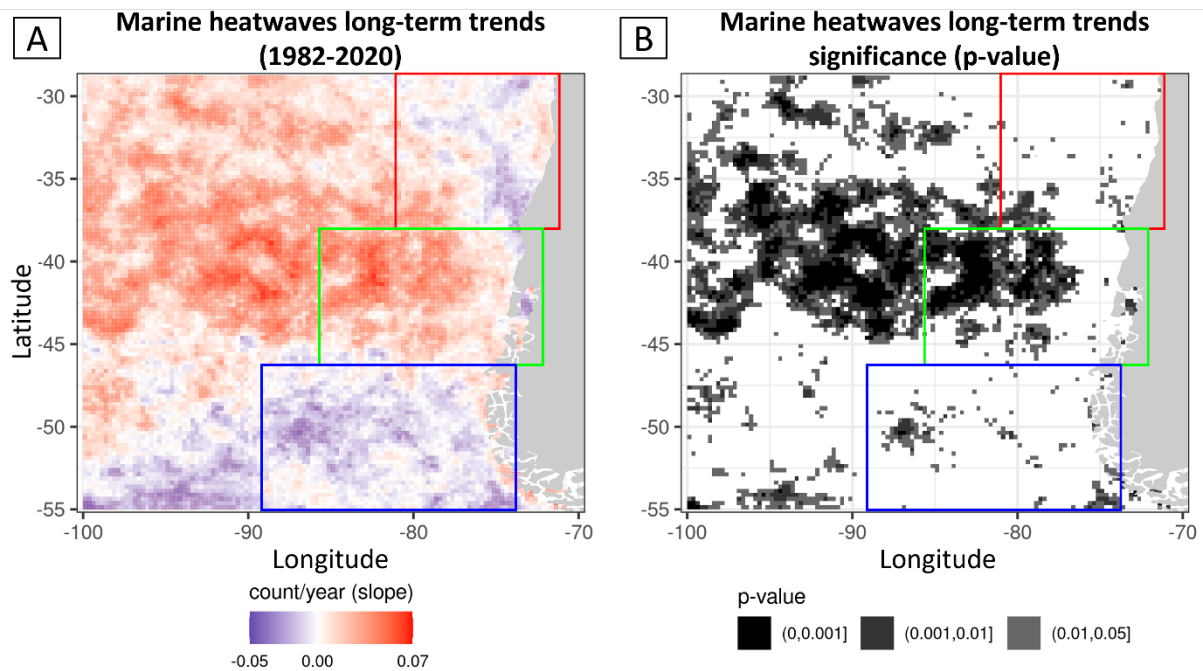 A
Marine heatwaves long-term trends
(1982-2020)
-30
-35
-40
-45
-50
-55
Latitude
-100
-90
-80
-70
Longitude
count/year (slope)
-0.05
0.00
0.07
B
Marine heatwaves long-term trends
significance (p-value)
-30
-35
-40
-45
-50
-55
-100
-90
-80
-70
Longitude
p-value
(0,0.001]
(0.001,0.01]
(0.01,0.05]